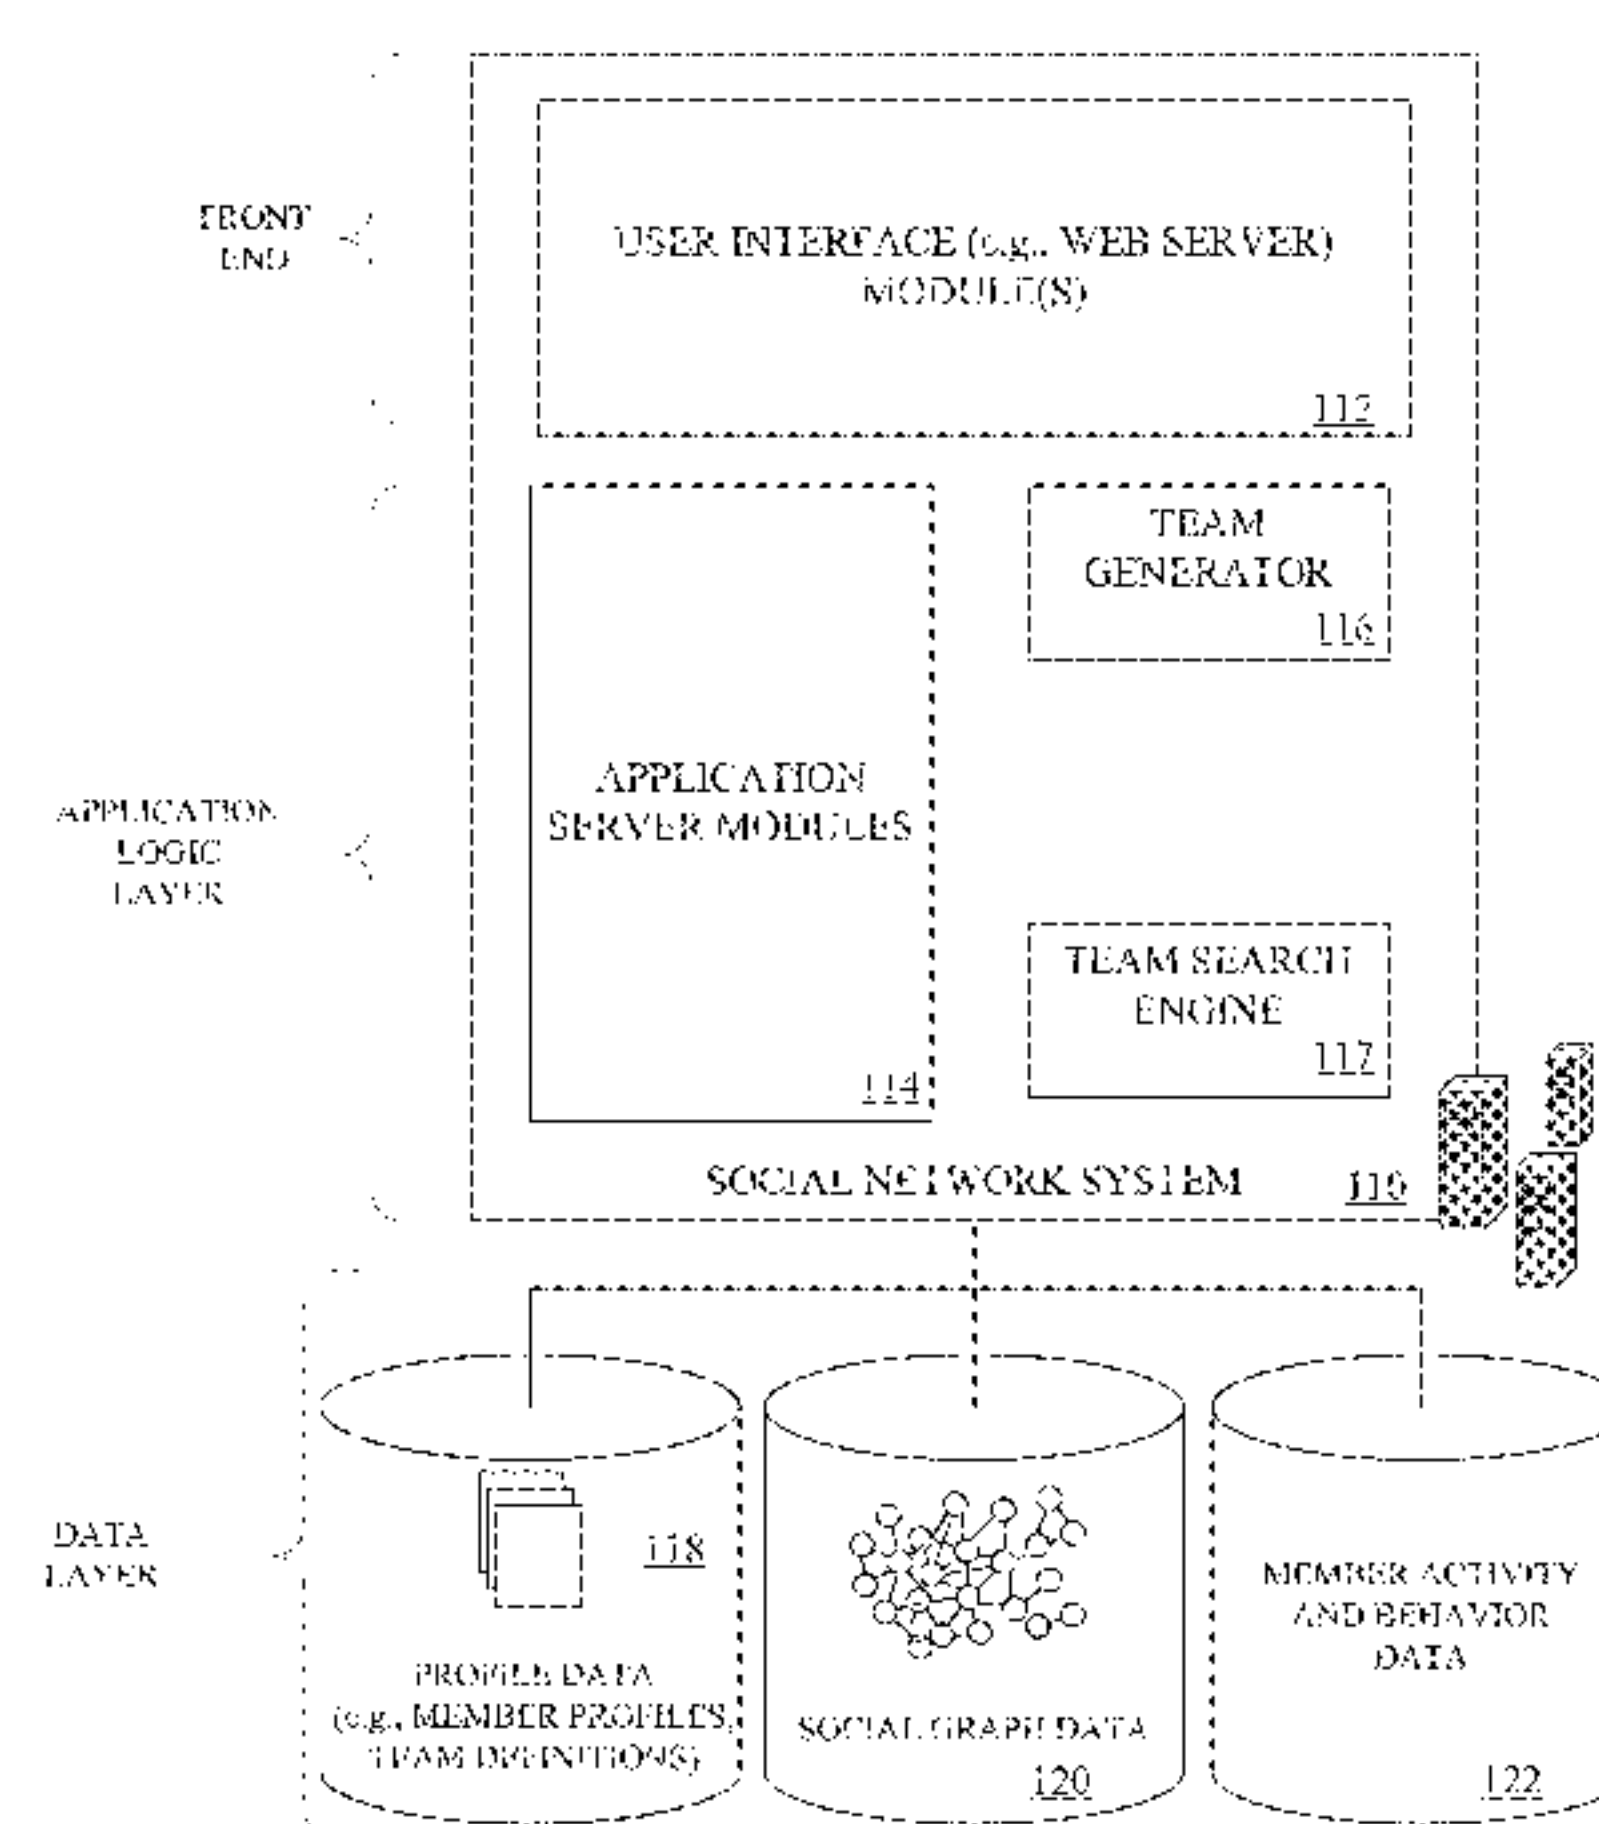 FRONT
END
USER INTERFACE (e.g., WEB SERVER)
MODULE(S)
112
TEAM
GENERATOR
116
APPLICATION
SERVER MODULES
114
APPLICATION
LOGIC
LAYER
TEAM SEARCH
ENGINE
117
SOCIAL NETWORK SYSTEM
110
DATA
LAYER
118
PROFILE DATA
(e.g., MEMBER PROFILES,
TEAM DEFINITIONS)
SOCIAL GRAPH DATA
120
MEMBER ACTIVITY
AND BEHAVIOR
DATA
122